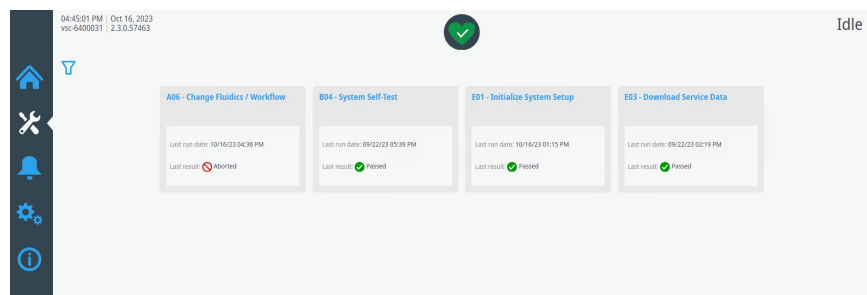 04:45:01 PM | Oct 16, 2023
vsc-6400031 | 2.3.0.57463
Idle
A06 - Change Fluidics / Workflow
Last run date: 10/16/23 04:36 PM
Last result: Aborted
B04 - System Self-Test
Last run date: 09/22/23 05:39 PM
Last result: Passed
E01 - Initialize System Setup
Last run date: 10/16/23 01:15 PM
Last result: Passed
E03 - Download Service Data
Last run date: 09/22/23 02:19 PM
Last result: Passed